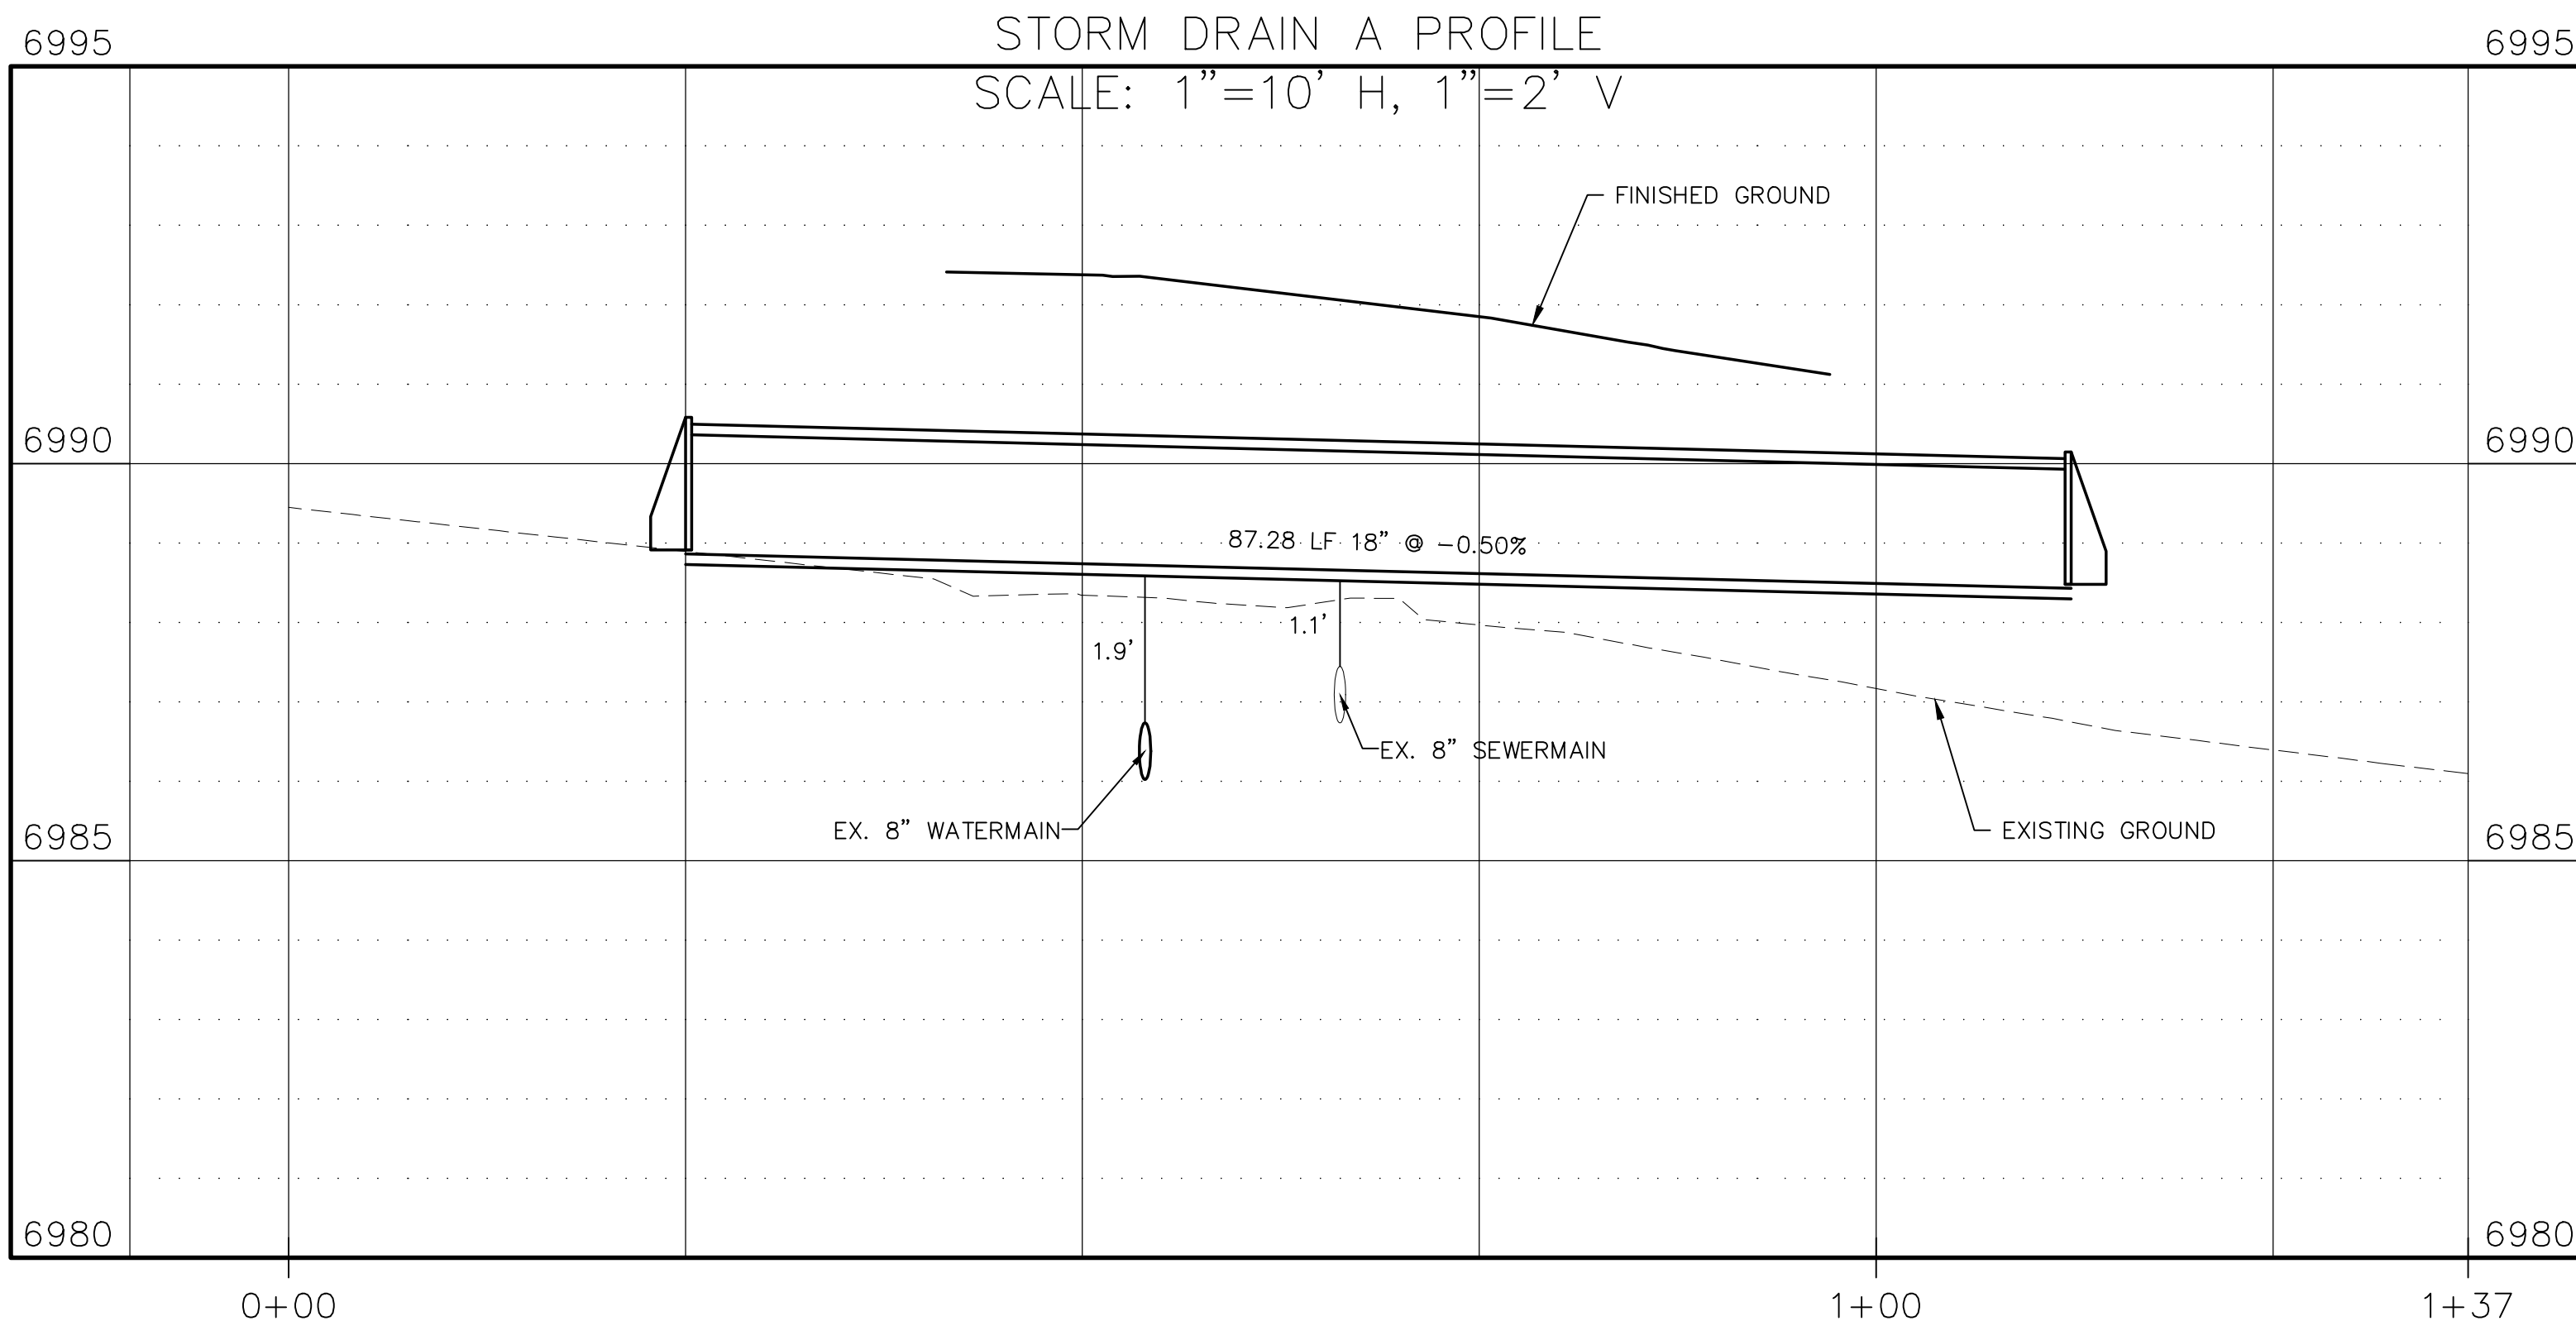 STORM DRAIN A PROFILE
6995 6995
SCALE: 1"=10' H, 1"=2' V
FINISHED GROUND
6990 6990
87.28 LF 18" @ -0.50%
1.1'
1.9'
EX. 8" SEWERMAIN
EX. 8" WATERMAIN
EXISTING GROUND
6985 6985
6980 6980
0+00 1+00 1+37